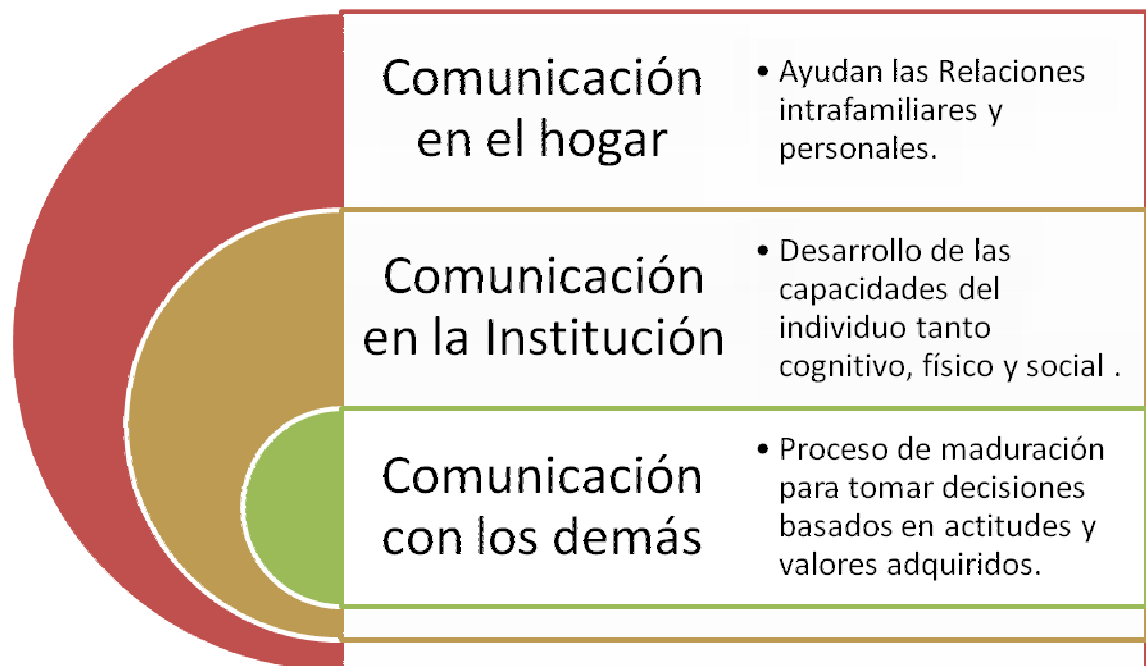 Comunicación
en el hogar
• Ayudan las Relaciones
intrafamiliares y
personales.
Comunicación
en la Institución
• Desarrollo de las
capacidades del
individuo tanto
cognitivo, físico y social .
Comunicación
con los demás
• Proceso de maduración
para tomar decisiones
basados en actitudes y
valores adquiridos.